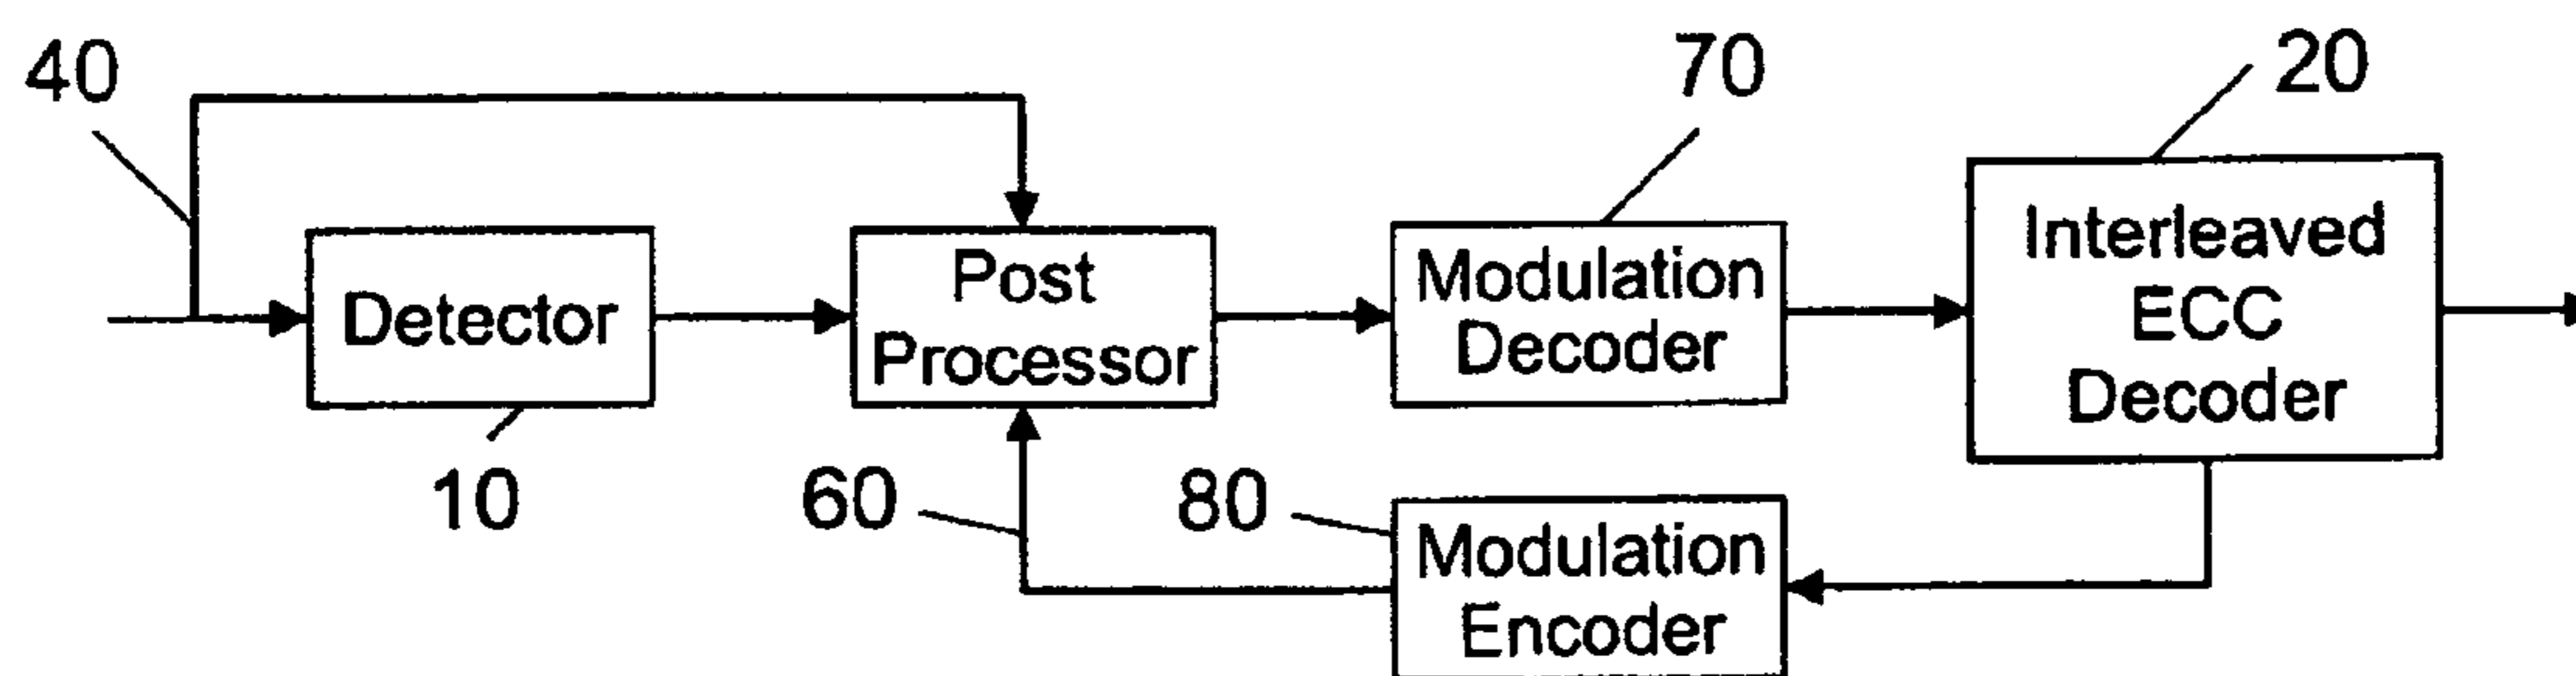 40
70
20
Detector
Post
Processor
Modulation
Decoder
Interleaved
ECC
Decoder
10
60
80
Modulation
Encoder